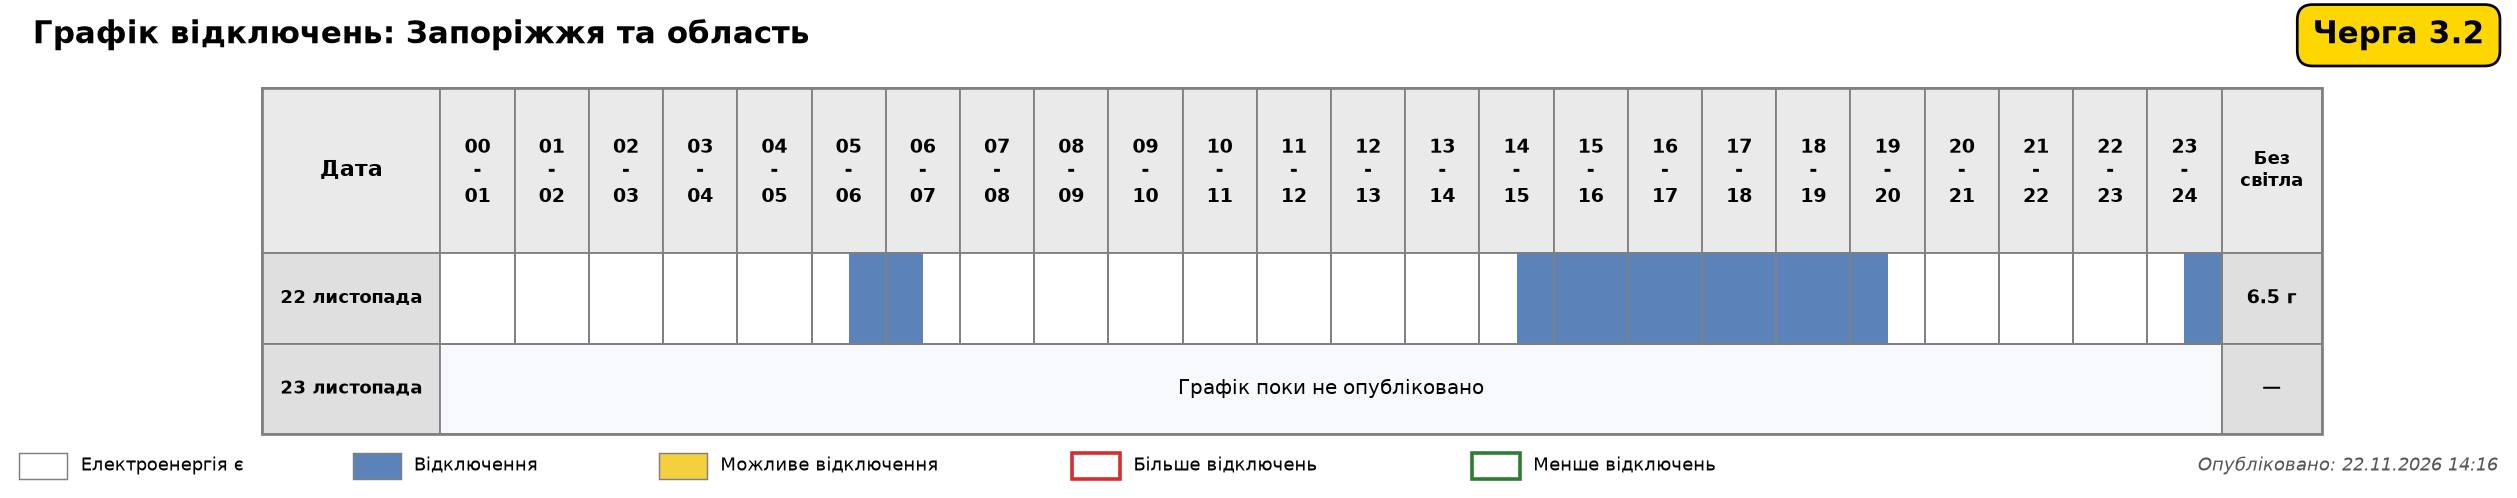 Графік відключень: Запоріжжя та область
Черга 3.2
Дата
00 - 01
01 - 02
02 - 03
03 - 04
04 - 05
05 - 06
06 - 07
07 - 08
08 - 09
09 - 10
10 - 11
11 - 12
12 - 13
13 - 14
14 - 15
15 - 16
16 - 17
17 - 18
18 - 19
19 - 20
20 - 21
21 - 22
22 - 23
23 - 24
Без
світла
22 листопада
6.5 г
23 листопада
Графік поки не опубліковано
—
Електроенергія є
Відключення
Можливе відключення
Більше відключень
Менше відключень
Опубліковано: 22.11.2026 14:16